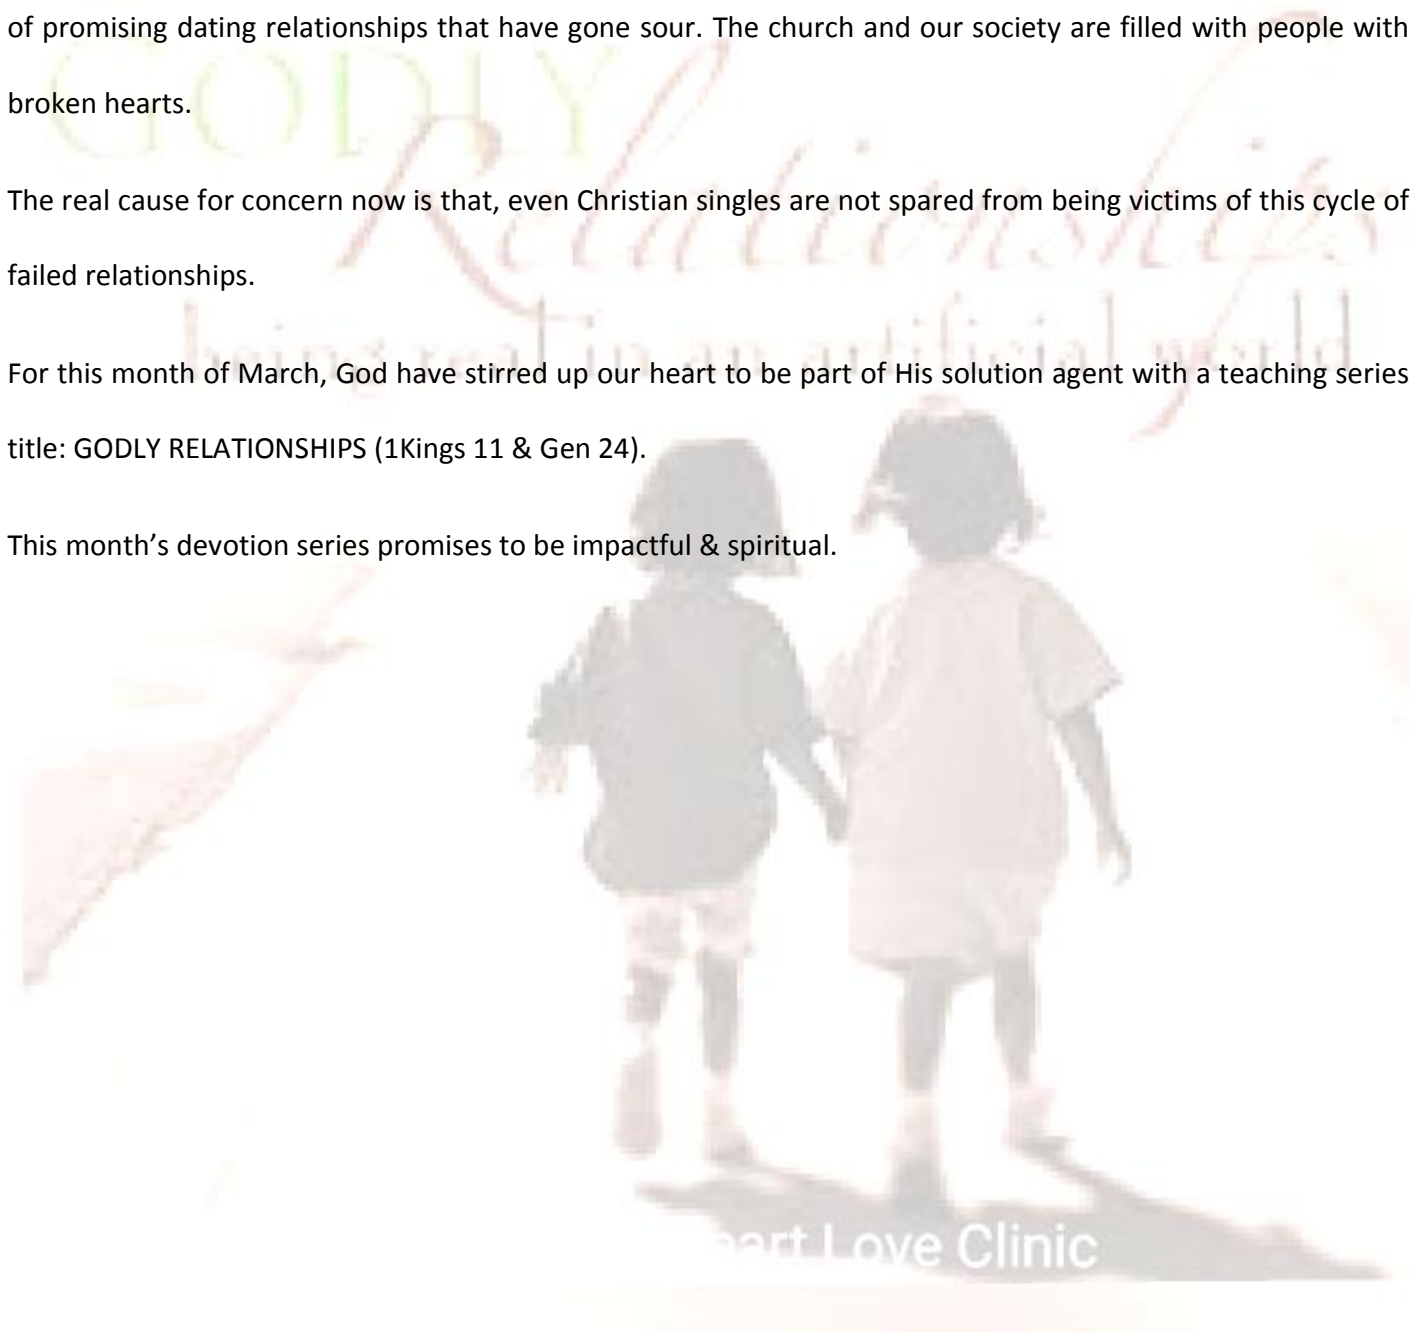 of promising dating relationships that have gone sour. The church and our society are filled with people with
GODLY
broken hearts.
Relationships
The real cause for concern now is that, even Christian singles are not spared from being victims of this cycle of
failed relationships.
being real in an artificial world
For this month of March, God have stirred up our heart to be part of His solution agent with a teaching series
title: GODLY RELATIONSHIPS (1Kings 11 & Gen 24).
This month’s devotion series promises to be impactful & spiritual.
Love Clinic